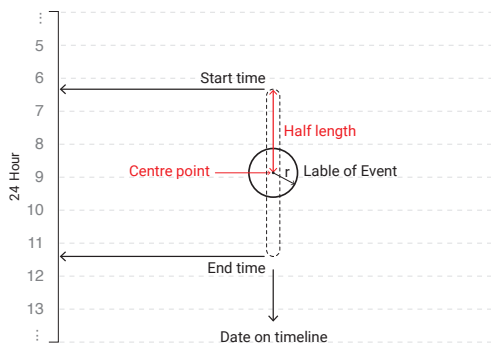 ⋮
5
6
Start time
7
Half length
8
24 Hour
Centre point
r
Lable of Event
9
10
11
End time
12
13
⋮
Date on timeline